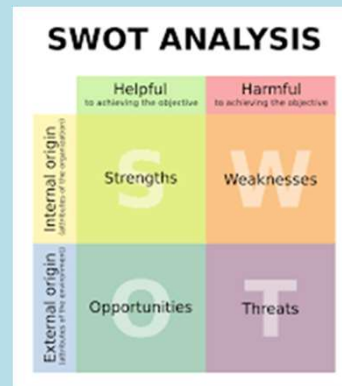 SWOT ANALYSIS
Helpful
to achieving the objective
Harmful
to achieving the objective
Internal origin
(attributes of the organization)
S
Strengths
W
Weaknesses
External origin
(attributes of the environment)
O
Opportunities
T
Threats